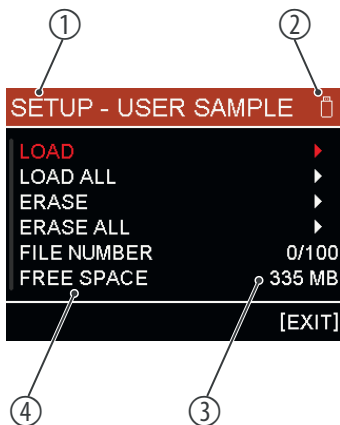 ① ②
SETUP - USER SAMPLE
LOAD
LOAD ALL
ERASE
ERASE ALL
FILE NUMBER 0/100
FREE SPACE 335 MB
[EXIT]
④ ③